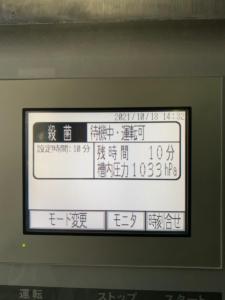 2021/10/18 14:32
殺菌 待機中・運転可
設定時間:10分
残時間 10分
槽内圧力 1033hPa
モード変更 モニタ 時刻合せ
運転 ストップ スタート